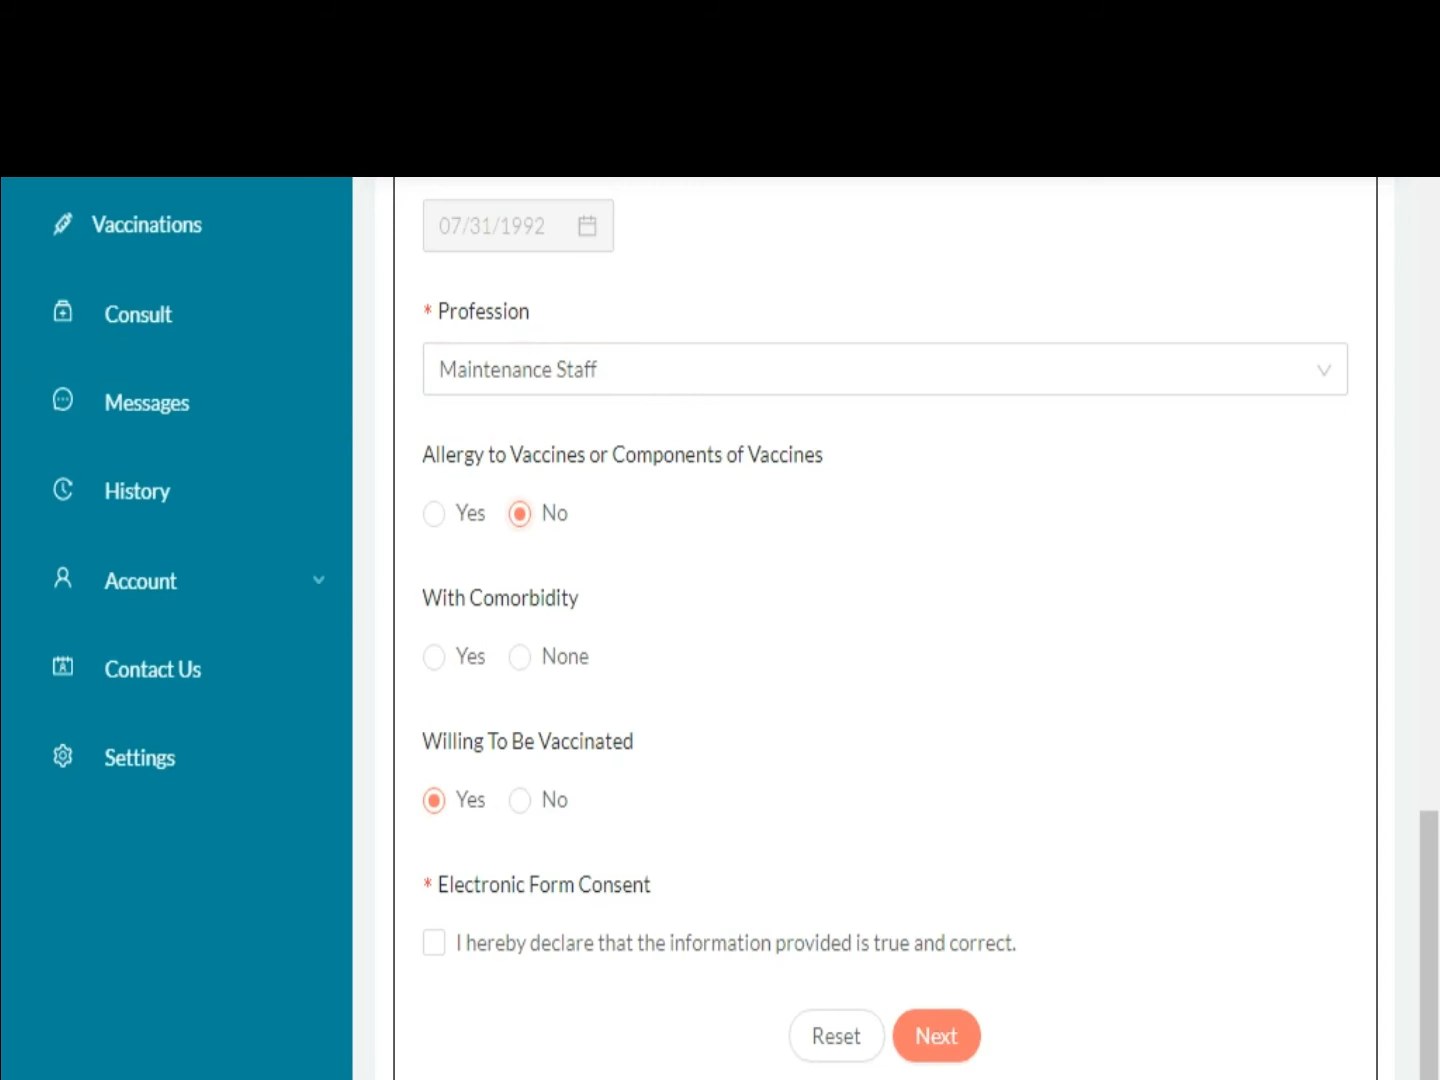 Vaccinations
Consult
Messages
History
Account
Contact Us
Settings
07/31/1992
* Profession
Maintenance Staff
Allergy to Vaccines or Components of Vaccines
Yes No
With Comorbidity
Yes None
Willing To Be Vaccinated
Yes No
* Electronic Form Consent
I hereby declare that the information provided is true and correct.
Reset Next